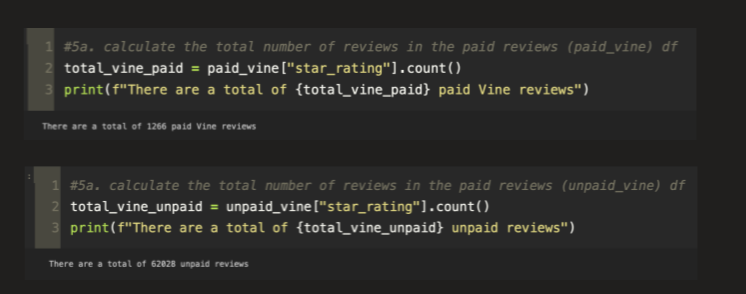 1 #5a. calculate the total number of reviews in the paid reviews (paid_vine) df
2 total_vine_paid = paid_vine["star_rating"].count()
3 print(f"There are a total of {total_vine_paid} paid Vine reviews")
There are a total of 1266 paid Vine reviews
:
1 #5a. calculate the total number of reviews in the paid reviews (unpaid_vine) df
2 total_vine_unpaid = unpaid_vine["star_rating"].count()
3 print(f"There are a total of {total_vine_unpaid} unpaid reviews")
There are a total of 62028 unpaid reviews